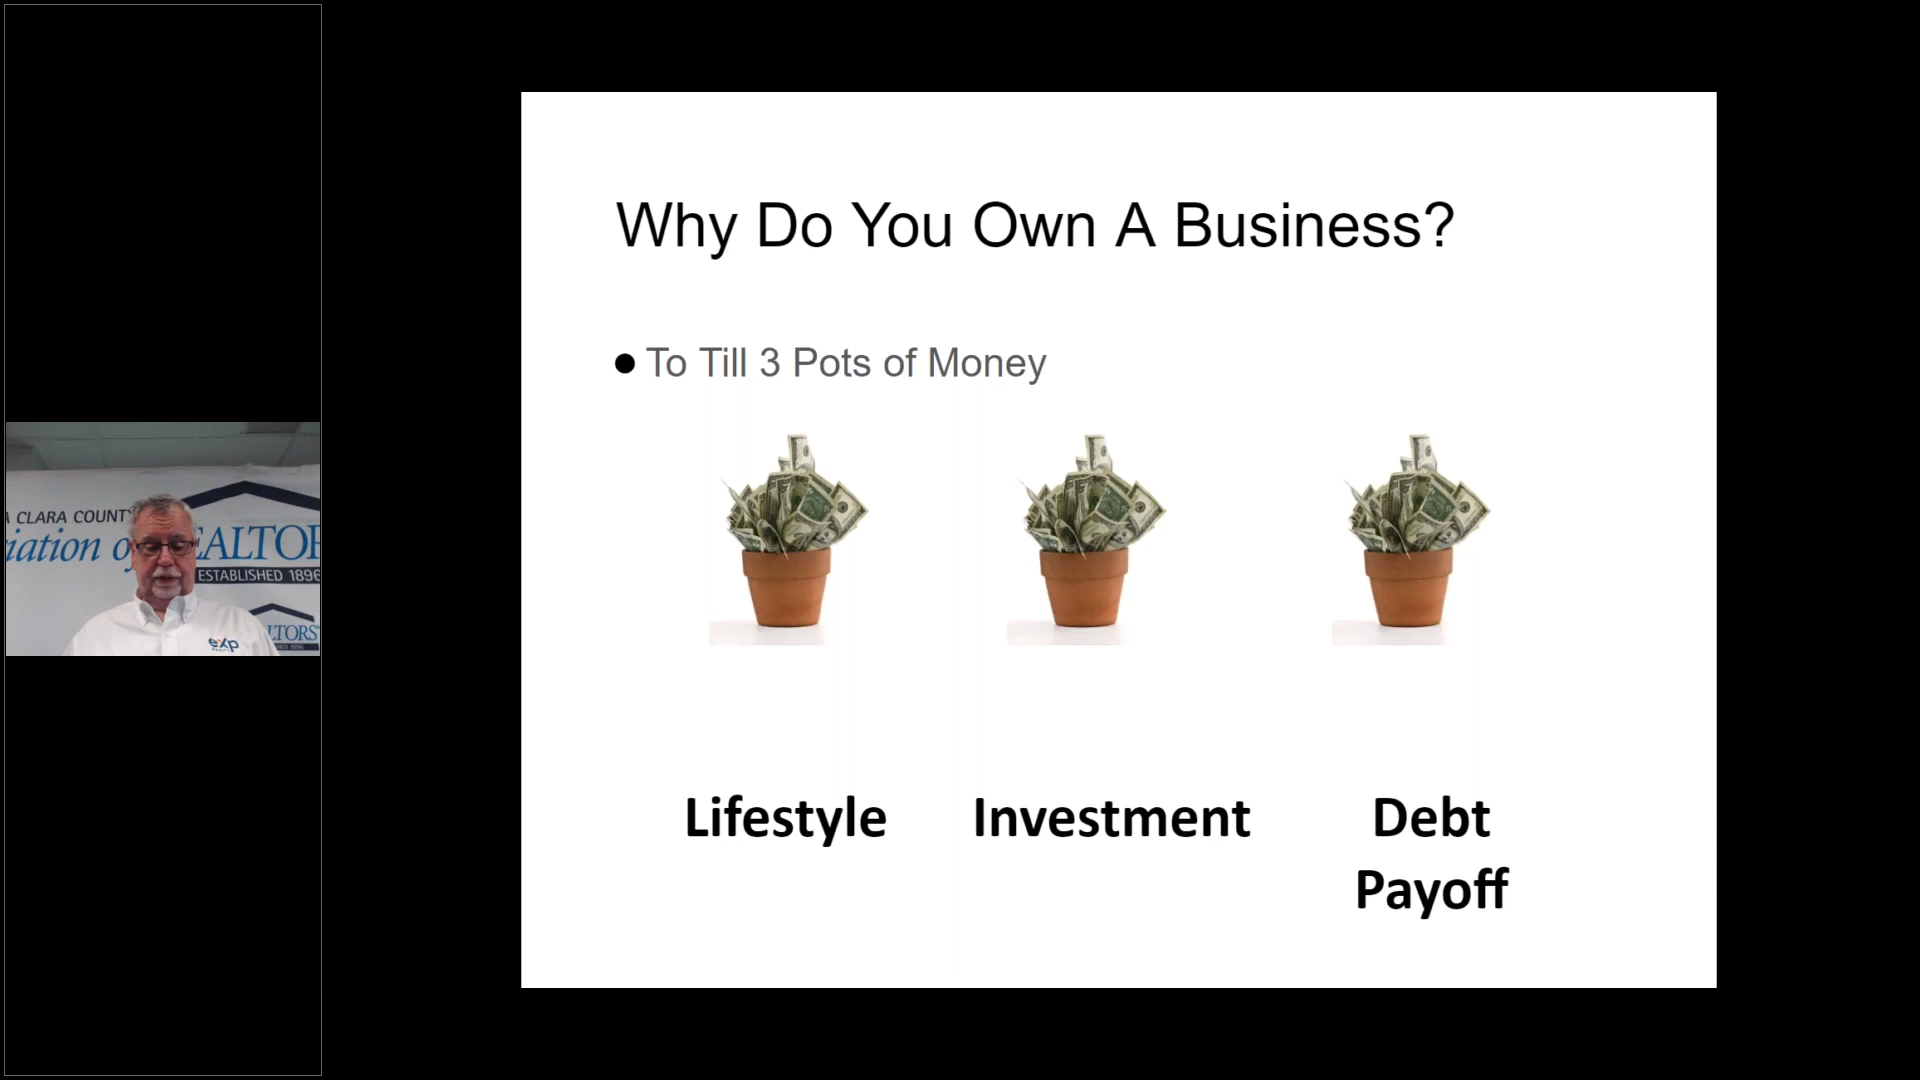 Why Do You Own A Business?
● To Till 3 Pots of Money
Lifestyle
Investment
Debt
Payoff
A CLARA COUNTY
iation of REALTOR
ESTABLISHED 1896
LTORS
exp